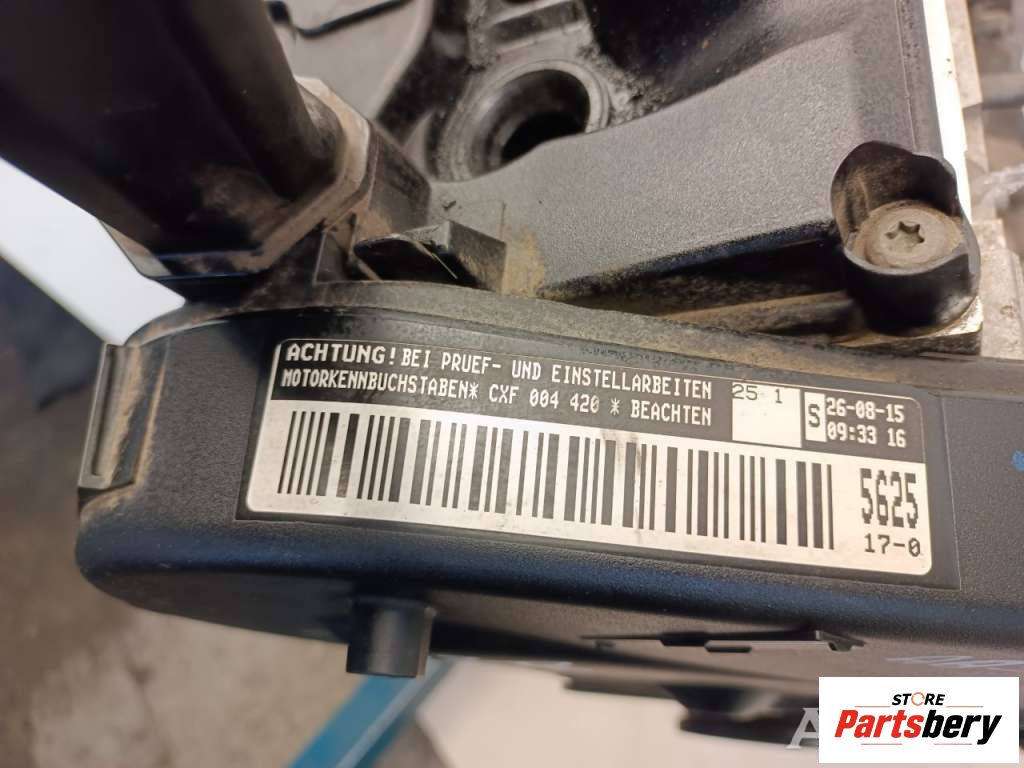 ACHTUNG! BEI PRUEF- UND EINSTELLARBEITEN
MOTORKENNBUCHSTABEN* CXF 004 420 * BEACHTEN
25 1
S
26-08-15
09:33 16
5625
17-0
STORE
Partsbery